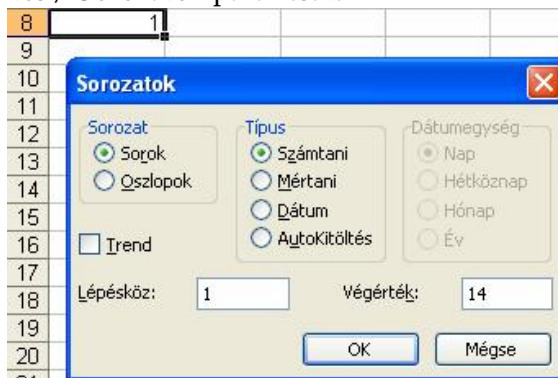 8 1
9
10
11
12
13
14
15
16
17
18
19
20
Sorozatok
Sorozat
Sorok
Oszlopok
Trend
Típus
Számtani
Mértani
Dátum
AutoKitöltés
Dátumegység
Nap
Hétköznap
Hónap
Év
Lépésköz: 1 Végérték: 14
OK Mégse